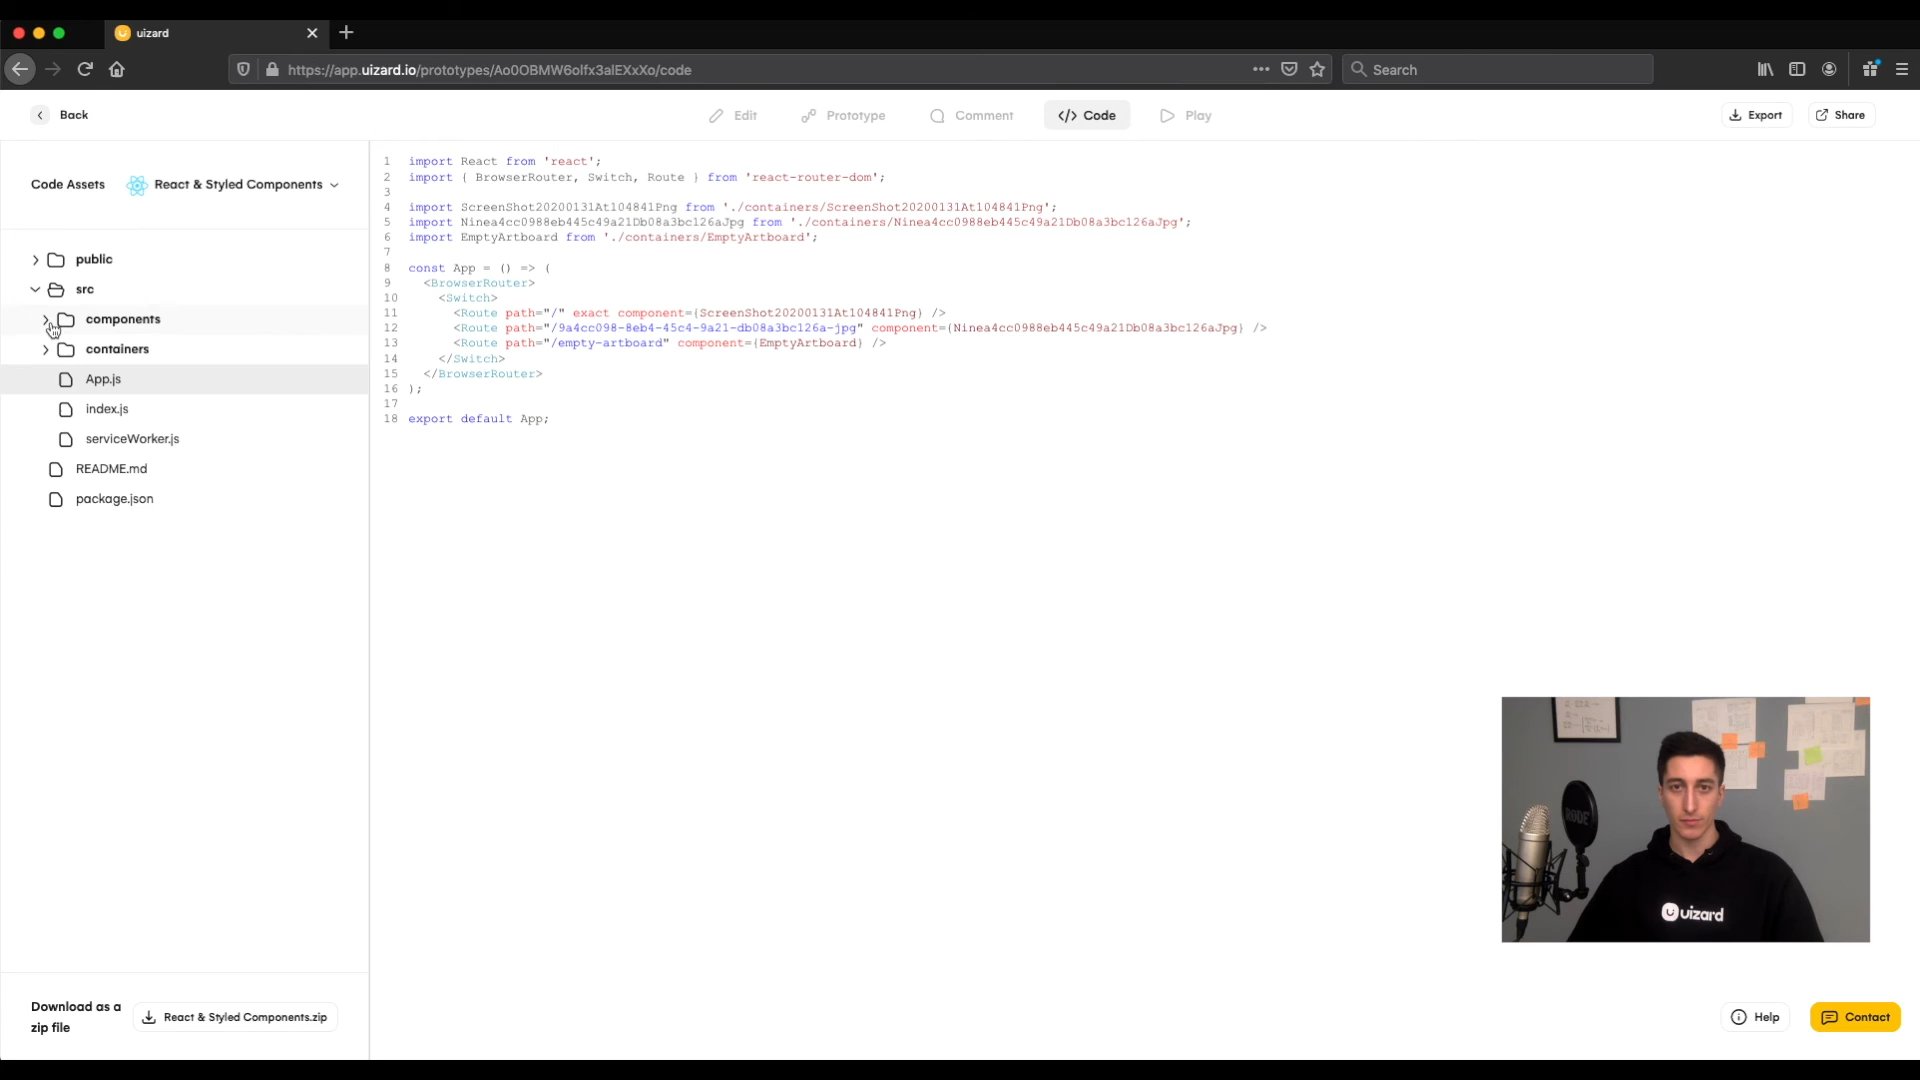 uizard
https://app.uizard.io/prototypes/Ao0OBMW6olfx3alEXxXo/code
Search
Back
Edit
Prototype
Comment
</> Code
Play
Export
Share
Code Assets
React & Styled Components
public
src
components
containers
App.js
index.js
serviceWorker.js
README.md
package.json
1 import React from 'react';
2 import { BrowserRouter, Switch, Route } from 'react-router-dom';
3
4 import ScreenShot20200131At104841Png from './containers/ScreenShot20200131At104841Png';
5 import Ninea4cc0988eb445c49a21Db08a3bc126aJpg from './containers/Ninea4cc0988eb445c49a21Db08a3bc126aJpg';
6 import EmptyArtboard from './containers/EmptyArtboard';
7
8 const App = () => (
9 <BrowserRouter>
10 <Switch>
11 <Route path="/" exact component={ScreenShot20200131At104841Png} />
12 <Route path="/9a4cc098-8eb4-45c4-9a21-db08a3bc126a-jpg" component={Ninea4cc0988eb445c49a21Db08a3bc126aJpg} />
13 <Route path="/empty-artboard" component={EmptyArtboard} />
14 </Switch>
15 </BrowserRouter>
16 );
17
18 export default App;
RODE
uizard
Download as a
zip file
React & Styled Components.zip
Help
Contact